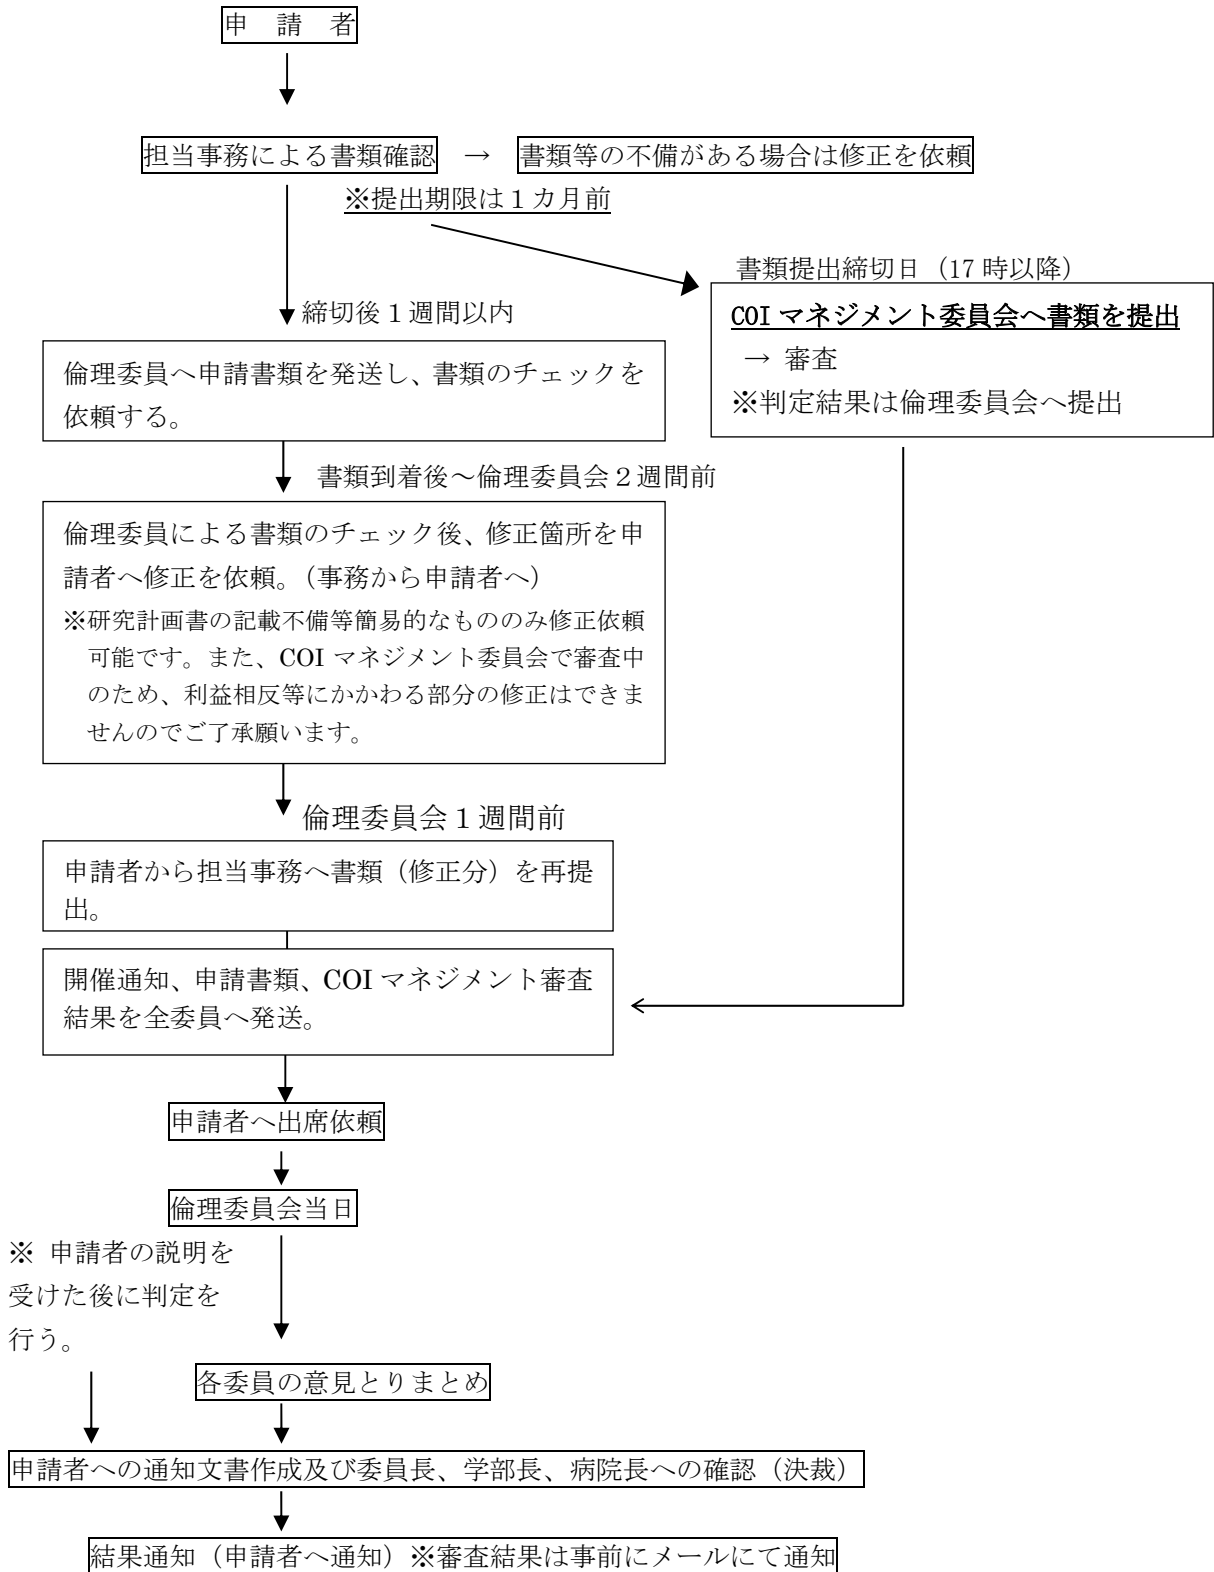 申　請　者
担当事務による書類確認　→　書類等の不備がある場合は修正を依頼
※提出期限は１カ月前
書類提出締切日（17 時以降）
COI マネジメント委員会へ書類を提出
→ 審査
※判定結果は倫理委員会へ提出
締切後１週間以内
倫理委員へ申請書類を発送し、書類のチェックを
依頼する。
書類到着後～倫理委員会２週間前
倫理委員による書類のチェック後、修正箇所を申
請者へ修正を依頼。（事務から申請者へ）
※研究計画書の記載不備等簡易的なもののみ修正依頼
可能です。また、COI マネジメント委員会で審査中
のため、利益相反等にかかわる部分の修正はできま
せんのでご了承願います。
倫理委員会１週間前
申請者から担当事務へ書類（修正分）を再提
出。
開催通知、申請書類、COI マネジメント審査
結果を全委員へ発送。
申請者へ出席依頼
倫理委員会当日
※ 申請者の説明を
受けた後に判定を
行う。
各委員の意見とりまとめ
申請者への通知文書作成及び委員長、学部長、病院長への確認（決裁）
結果通知（申請者へ通知）※審査結果は事前にメールにて通知